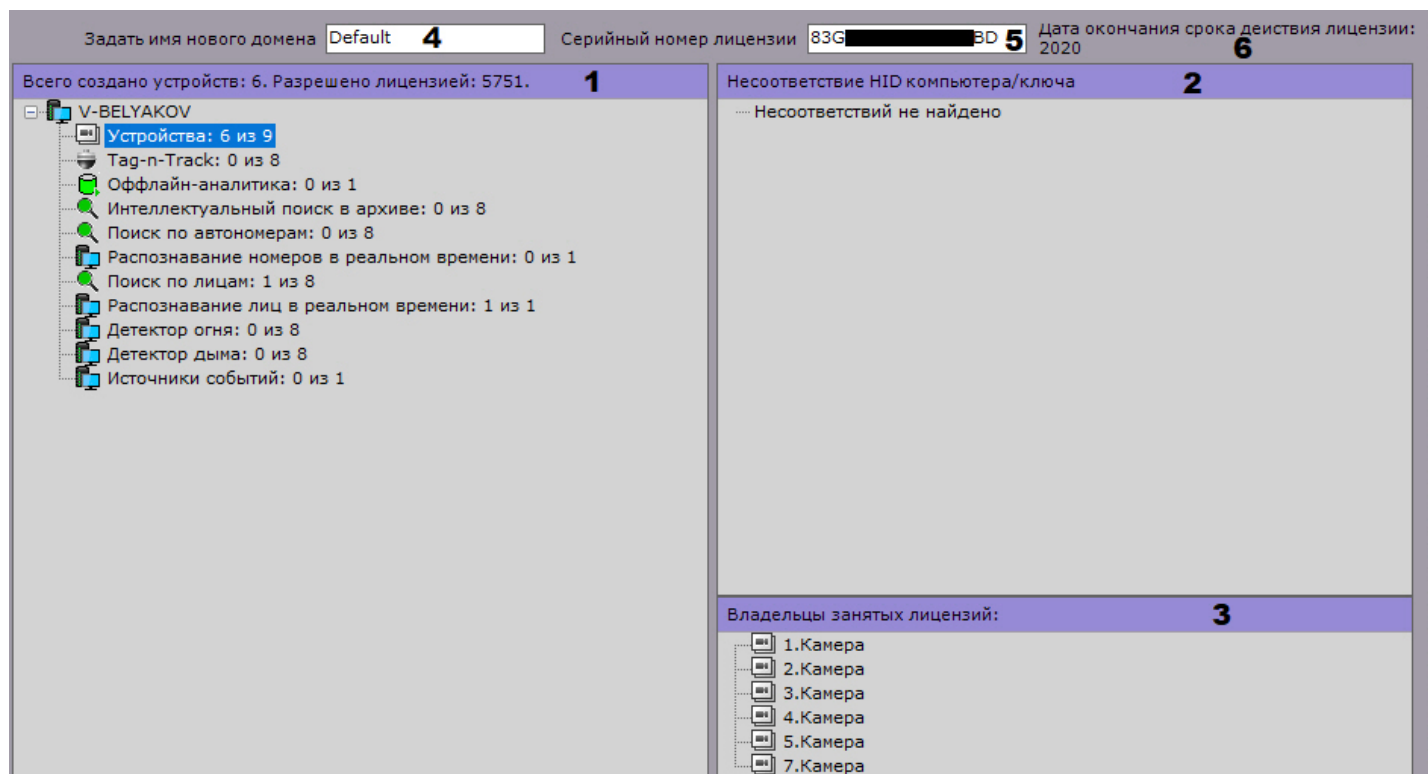 Задать имя нового домена Default 4 Серийный номер лицензии 83G BD 5 Дата окончания срока действия лицензии:
2020 6
Всего создано устройств: 6. Разрешено лицензией: 5751. 1
V-BELYAKOV
Устройства: 6 из 9
Tag-n-Track: 0 из 8
Оффлайн-аналитика: 0 из 1
Интеллектуальный поиск в архиве: 0 из 8
Поиск по автономерам: 0 из 8
Распознавание номеров в реальном времени: 0 из 1
Поиск по лицам: 1 из 8
Распознавание лиц в реальном времени: 1 из 1
Детектор огня: 0 из 8
Детектор дыма: 0 из 8
Источники событий: 0 из 1
Несоответствие HID компьютера/ключа 2
Несоответствий не найдено
Владельцы занятых лицензий: 3
1.Камера
2.Камера
3.Камера
4.Камера
5.Камера
7.Камера